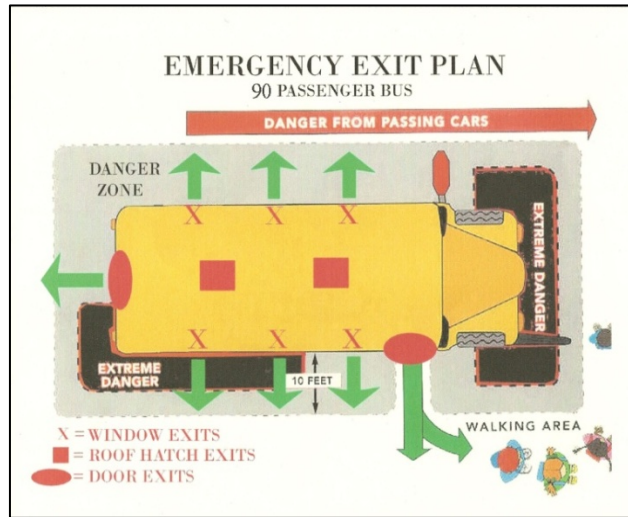 EMERGENCY EXIT PLAN
90 PASSENGER BUS
DANGER FROM PASSING CARS
DANGER
ZONE
X X X
EXTREME DANGER
X X X
EXTREME
DANGER
10 FEET
WALKING AREA
X = WINDOW EXITS
= ROOF HATCH EXITS
= DOOR EXITS